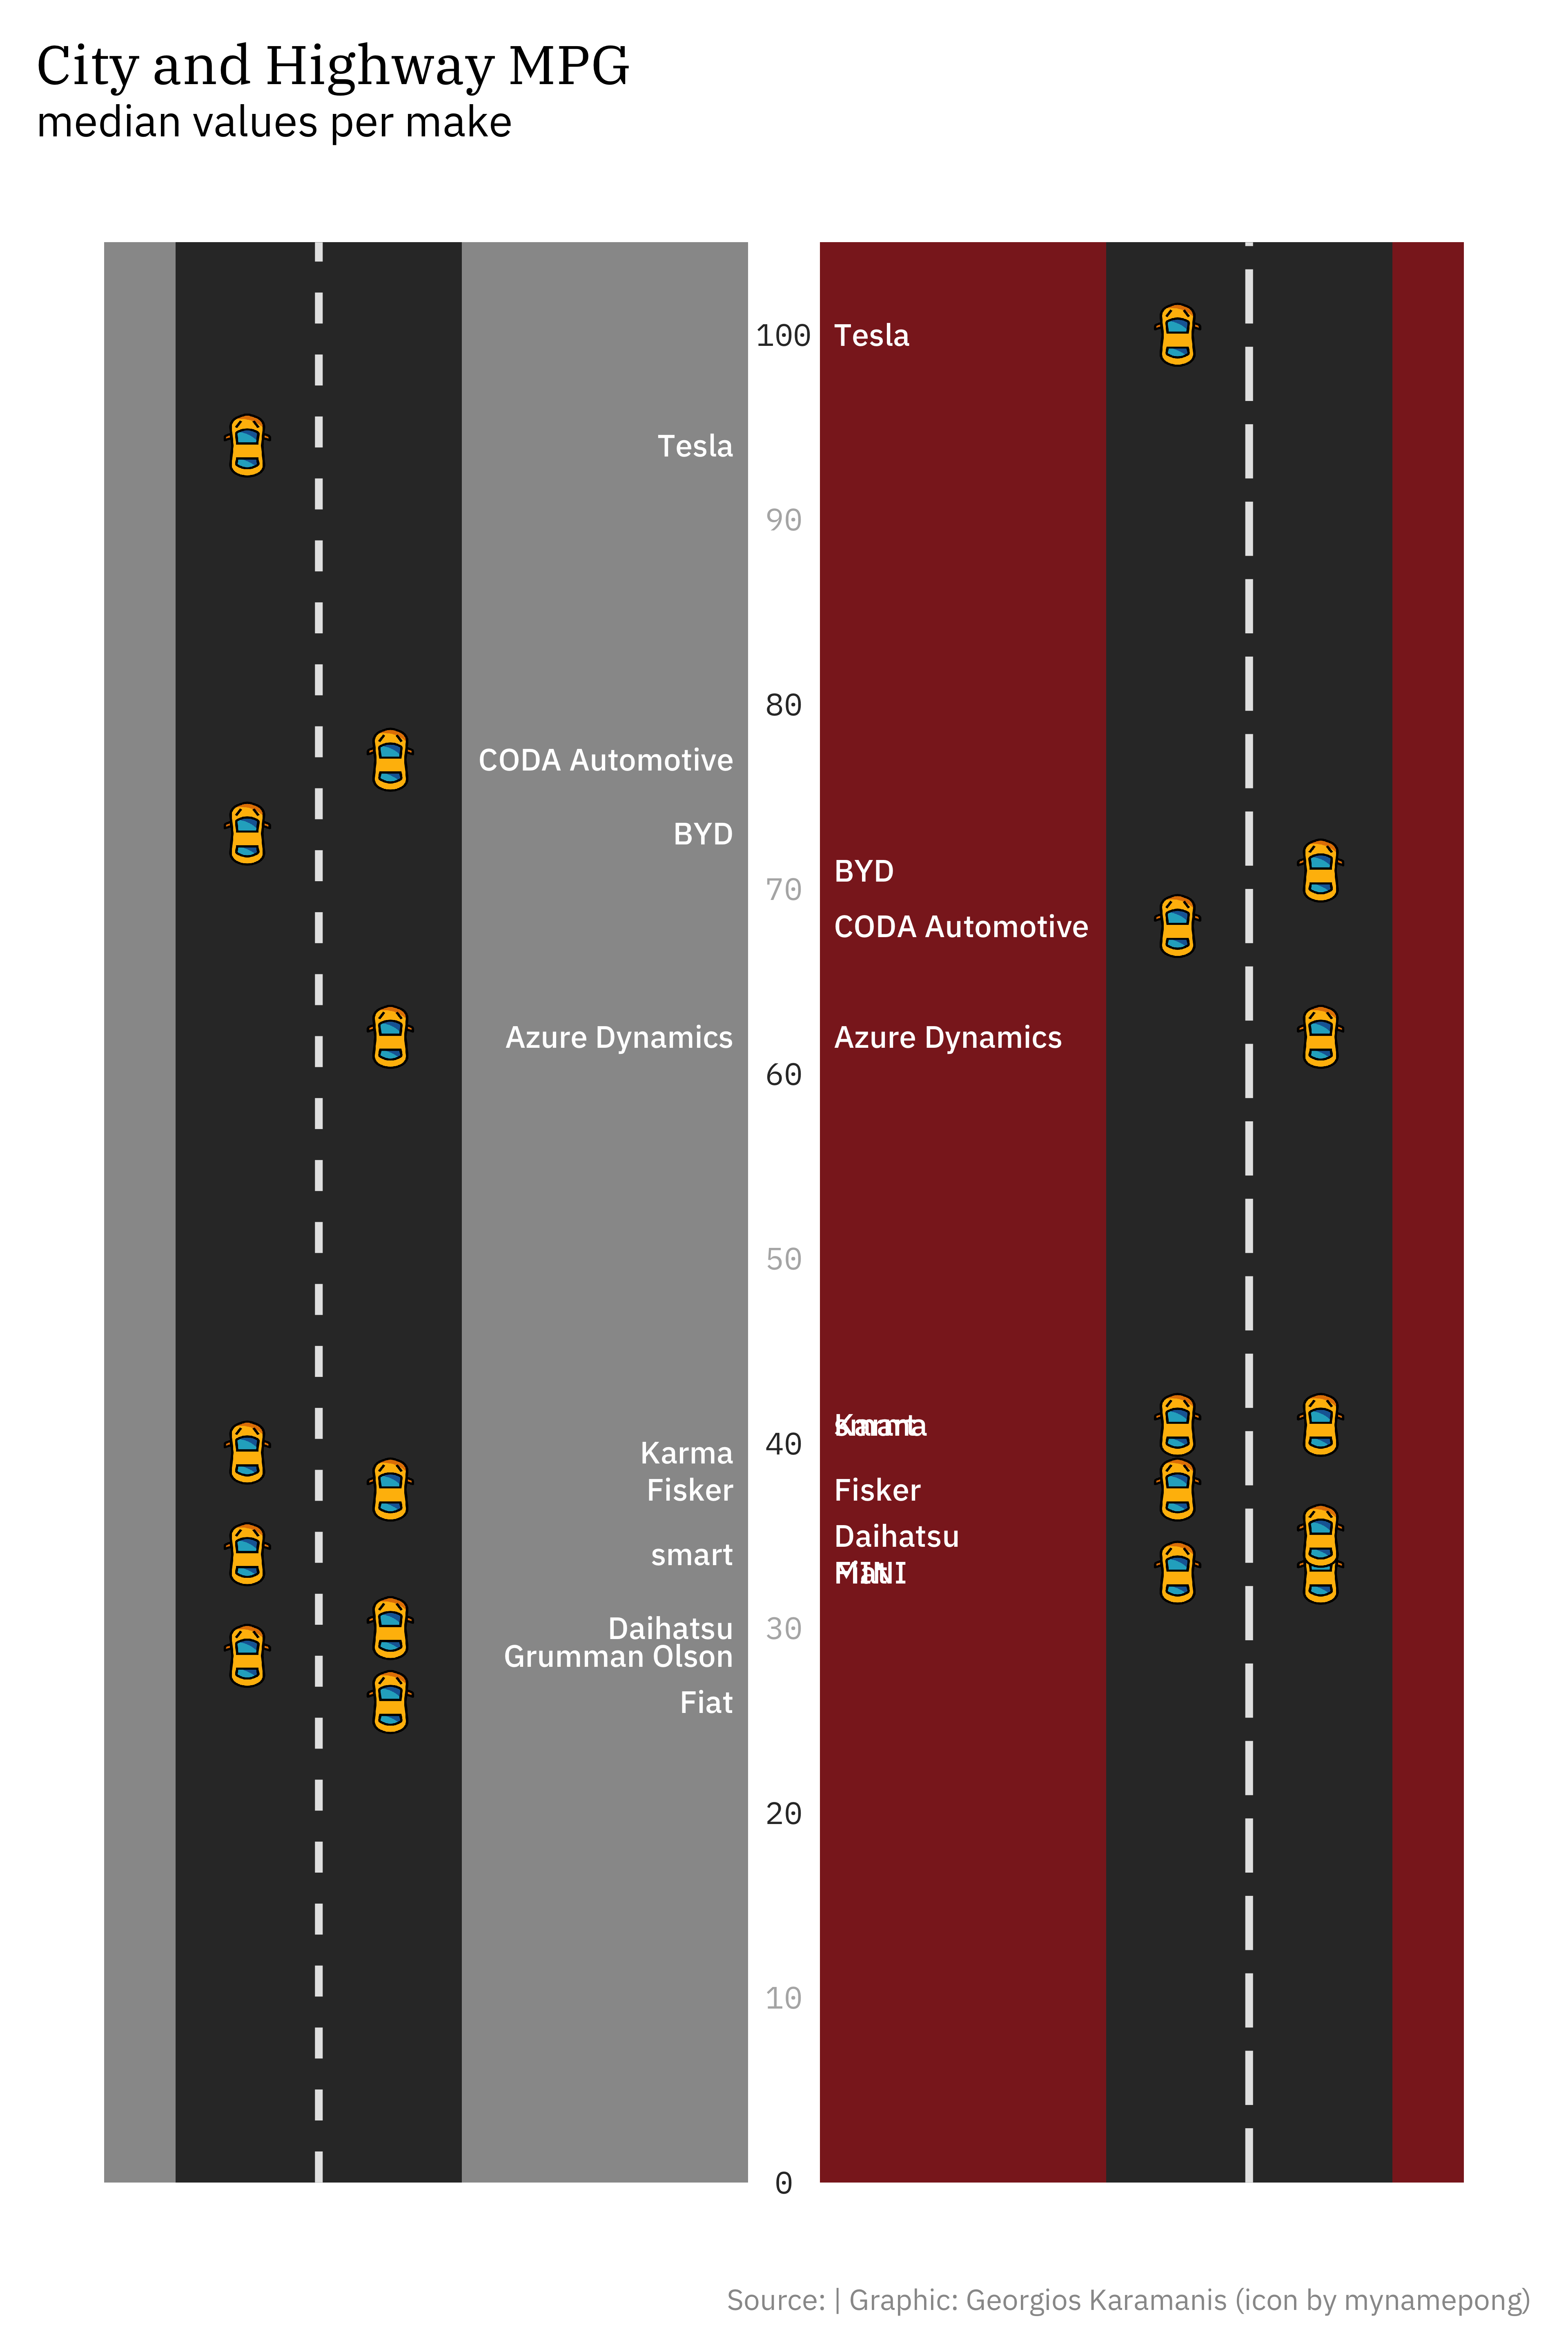 City and Highway MPG
median values per make
100
90
80
70
60
50
40
30
20
10
0
Tesla
CODA Automotive
BYD
Azure Dynamics
Karma
Fisker
smart
Daihatsu
Grumman Olson
Fiat
Tesla
BYD
CODA Automotive
Azure Dynamics
Karma
smart
Fisker
Daihatsu
Fiat
MINI
Source: | Graphic: Georgios Karamanis (icon by mynamepong)